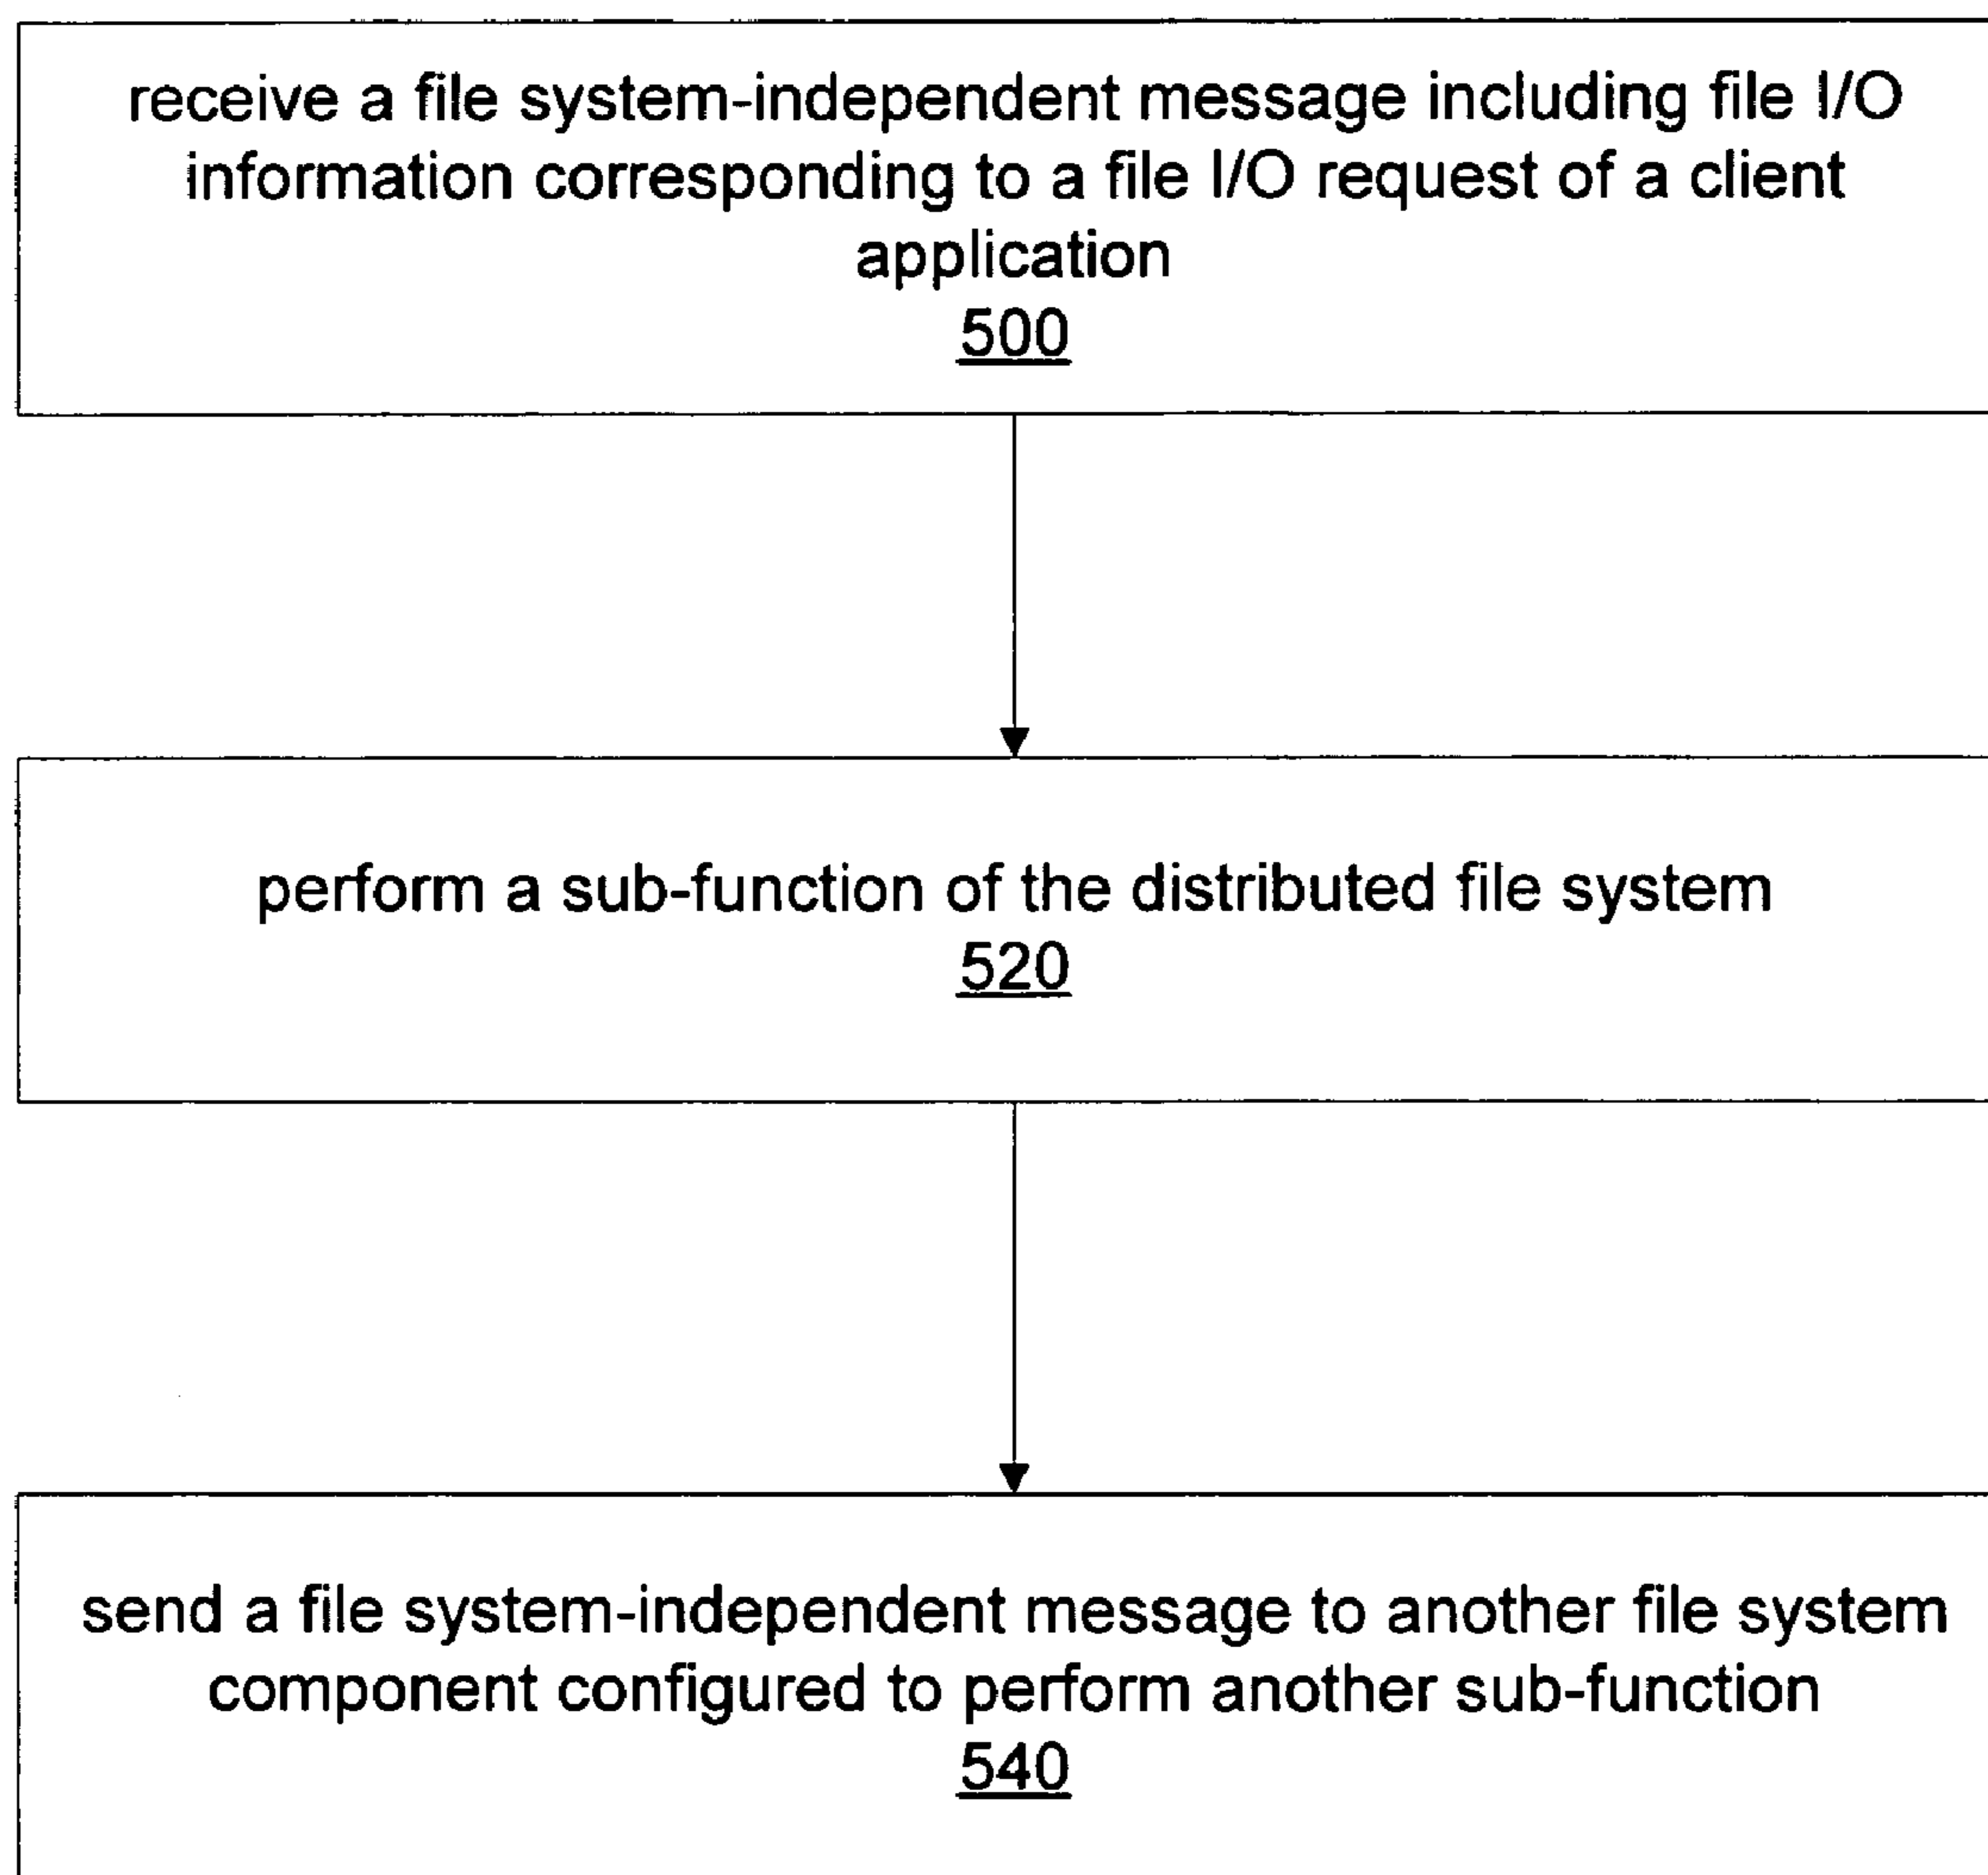 receive a file system-independent message including file I/O
information corresponding to a file I/O request of a client
application
500
perform a sub-function of the distributed file system
520
send a file system-independent message to another file system
component configured to perform another sub-function
540